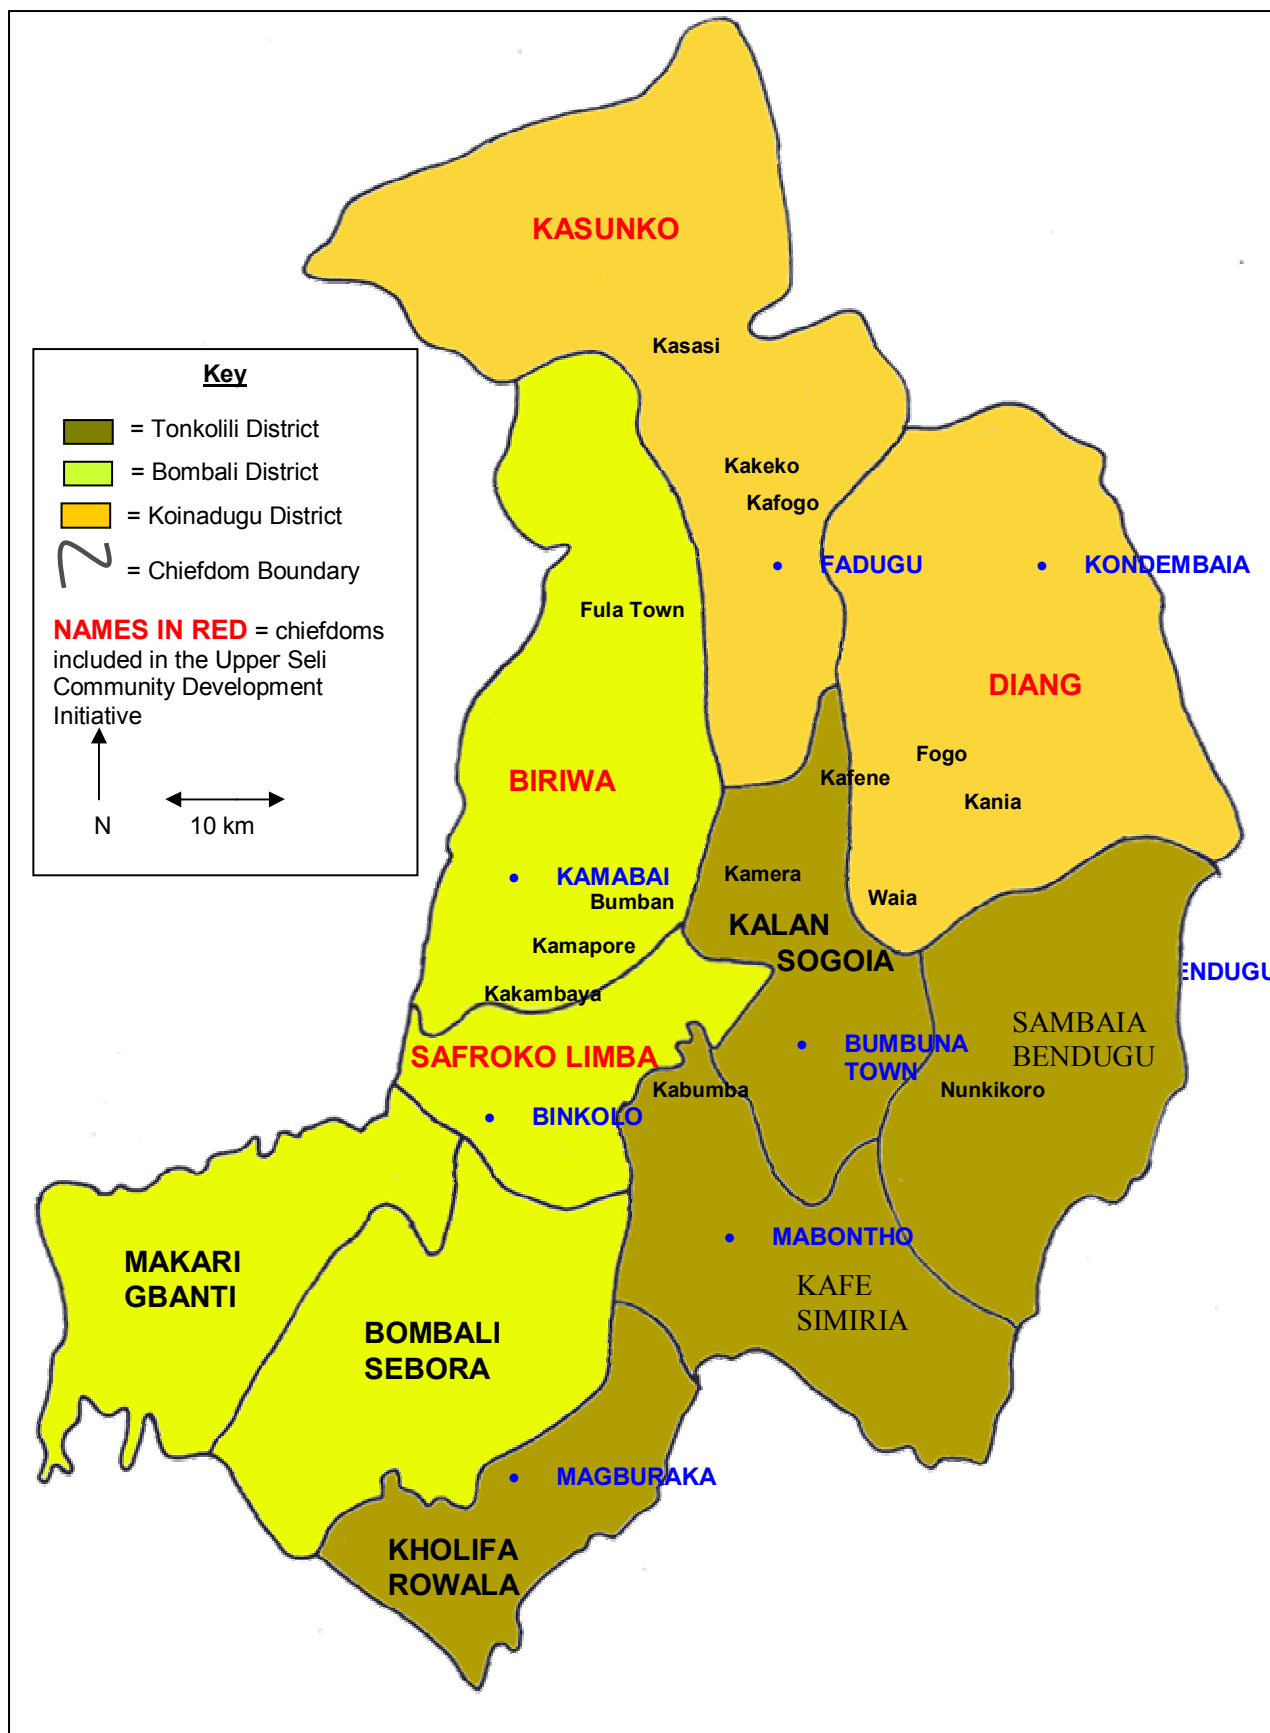 KASUNKO
Kasasi
Key
= Tonkolili District
= Bombali District
= Koinadugu District
= Chiefdom Boundary
NAMES IN RED = chiefdoms
included in the Upper Seli
Community Development
Initiative
N
10 km
Kakeko
Kafogo
FADUGU
KONDEMBAIA
Fula Town
DIANG
Fogo
BIRIWA
Kafene
Kania
KAMABAI
Kamera
Bumban
Waia
KALAN
SOGOIA
Kamapore
ENDUGU
Kakambaya
SAMBAIA
BENDUGU
SAFROKO LIMBA
BUMBUNA
TOWN
Kabumba
Nunkikoro
BINKOLO
MABONTHO
MAKARI
GBANTI
KAFE
SIMIRIA
BOMBALI
SEBORA
MAGBURAKA
KHOLIFA
ROWALA